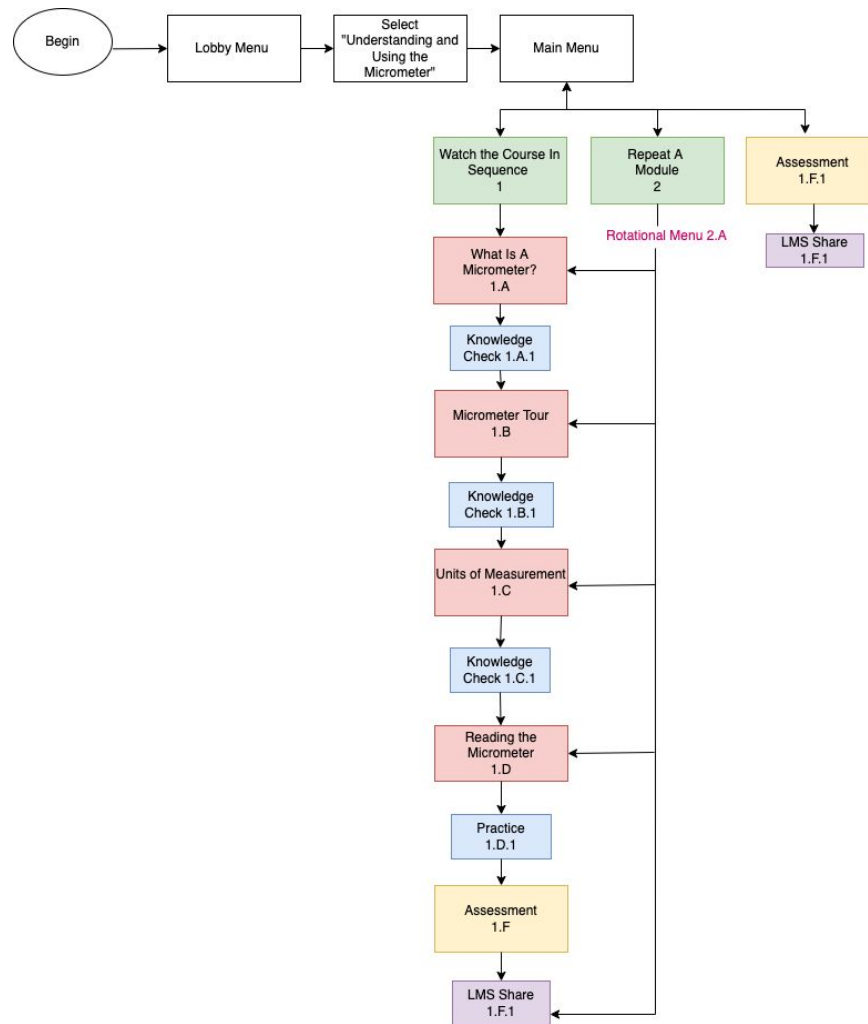 Begin
Lobby Menu
Select
"Understanding and
Using the
Micrometer"
Main Menu
Watch the Course In
Sequence
1
Repeat A
Module
2
Assessment
1.F.1
Rotational Menu 2.A
LMS Share
1.F.1
What Is A
Micrometer?
1.A
Knowledge
Check 1.A.1
Micrometer Tour
1.B
Knowledge
Check 1.B.1
Units of Measurement
1.C
Knowledge
Check 1.C.1
Reading the
Micrometer
1.D
Practice
1.D.1
Assessment
1.F
LMS Share
1.F.1